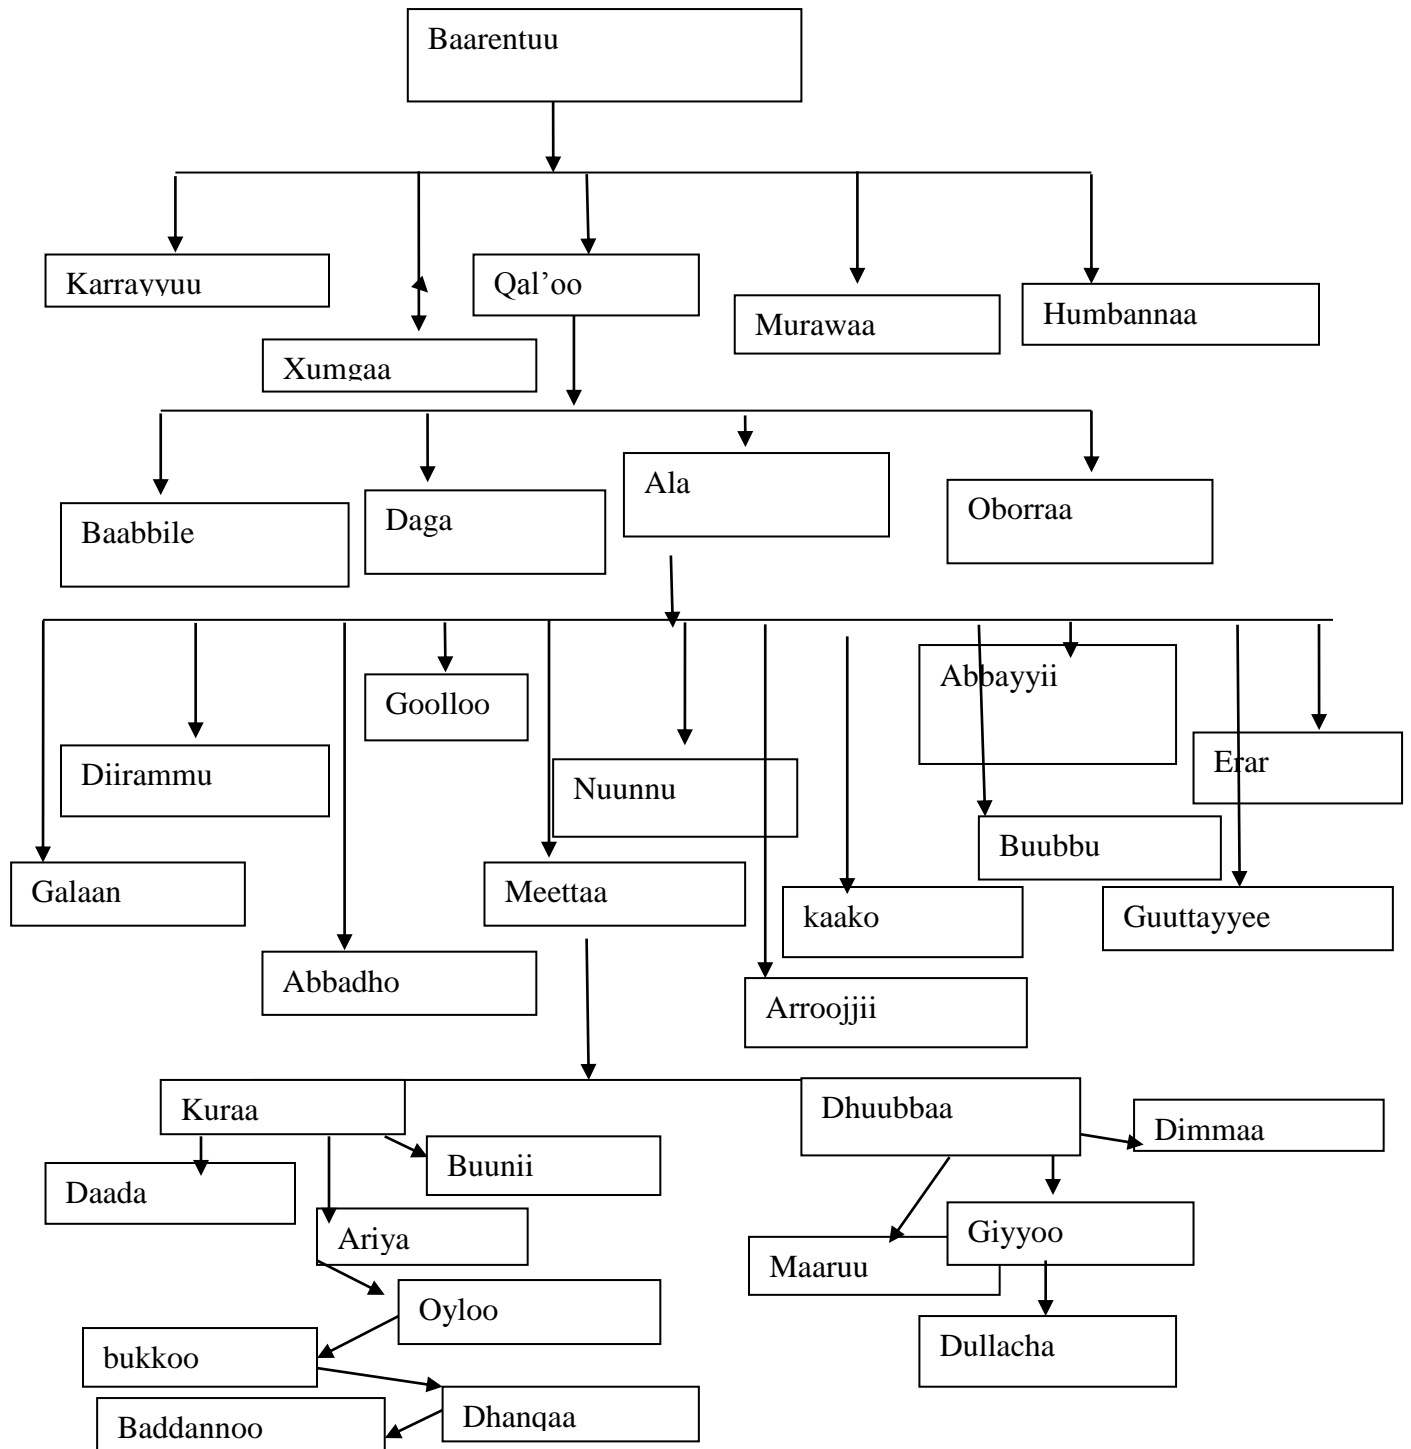 Baarentuu
Karrayyuu
Xumgaa
Qal’oo
Murawaa
Humbannaa
Baabbile
Daga
Ala
Oborraa
Galaan
Diirammu
Abbadho
Goolloo
Meettaa
Nuunnu
Arroojjii
kaako
Buubbu
Abbayyii
Guuttayyee
Erar
Kuraa
Dhuubbaa
Dimmaa
Daada
Buunii
Ariya
Giyyoo
Maaruu
Oyloo
bukkoo
Dullacha
Dhanqaa
Baddannoo